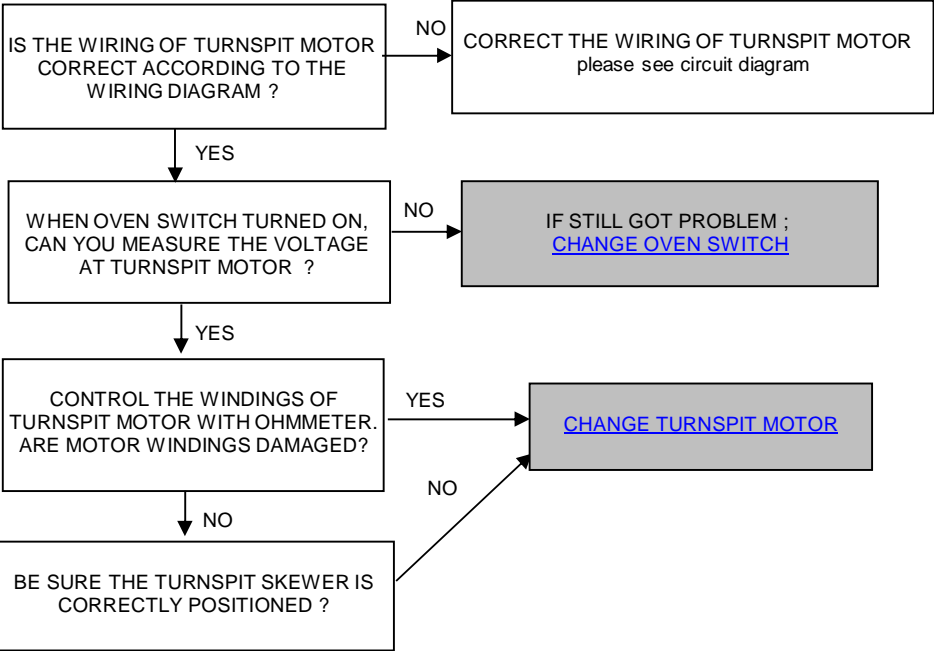 IS THE WIRING OF TURNSPIT MOTOR
CORRECT ACCORDING TO THE
WIRING DIAGRAM ?
NO
CORRECT THE WIRING OF TURNSPIT MOTOR
please see circuit diagram
YES
WHEN OVEN SWITCH TURNED ON,
CAN YOU MEASURE THE VOLTAGE
AT TURNSPIT MOTOR ?
NO
IF STILL GOT PROBLEM ;
CHANGE OVEN SWITCH
YES
CONTROL THE WINDINGS OF
TURNSPIT MOTOR WITH OHMMETER.
ARE MOTOR WINDINGS DAMAGED?
YES
CHANGE TURNSPIT MOTOR
NO
NO
BE SURE THE TURNSPIT SKEWER IS
CORRECTLY POSITIONED ?